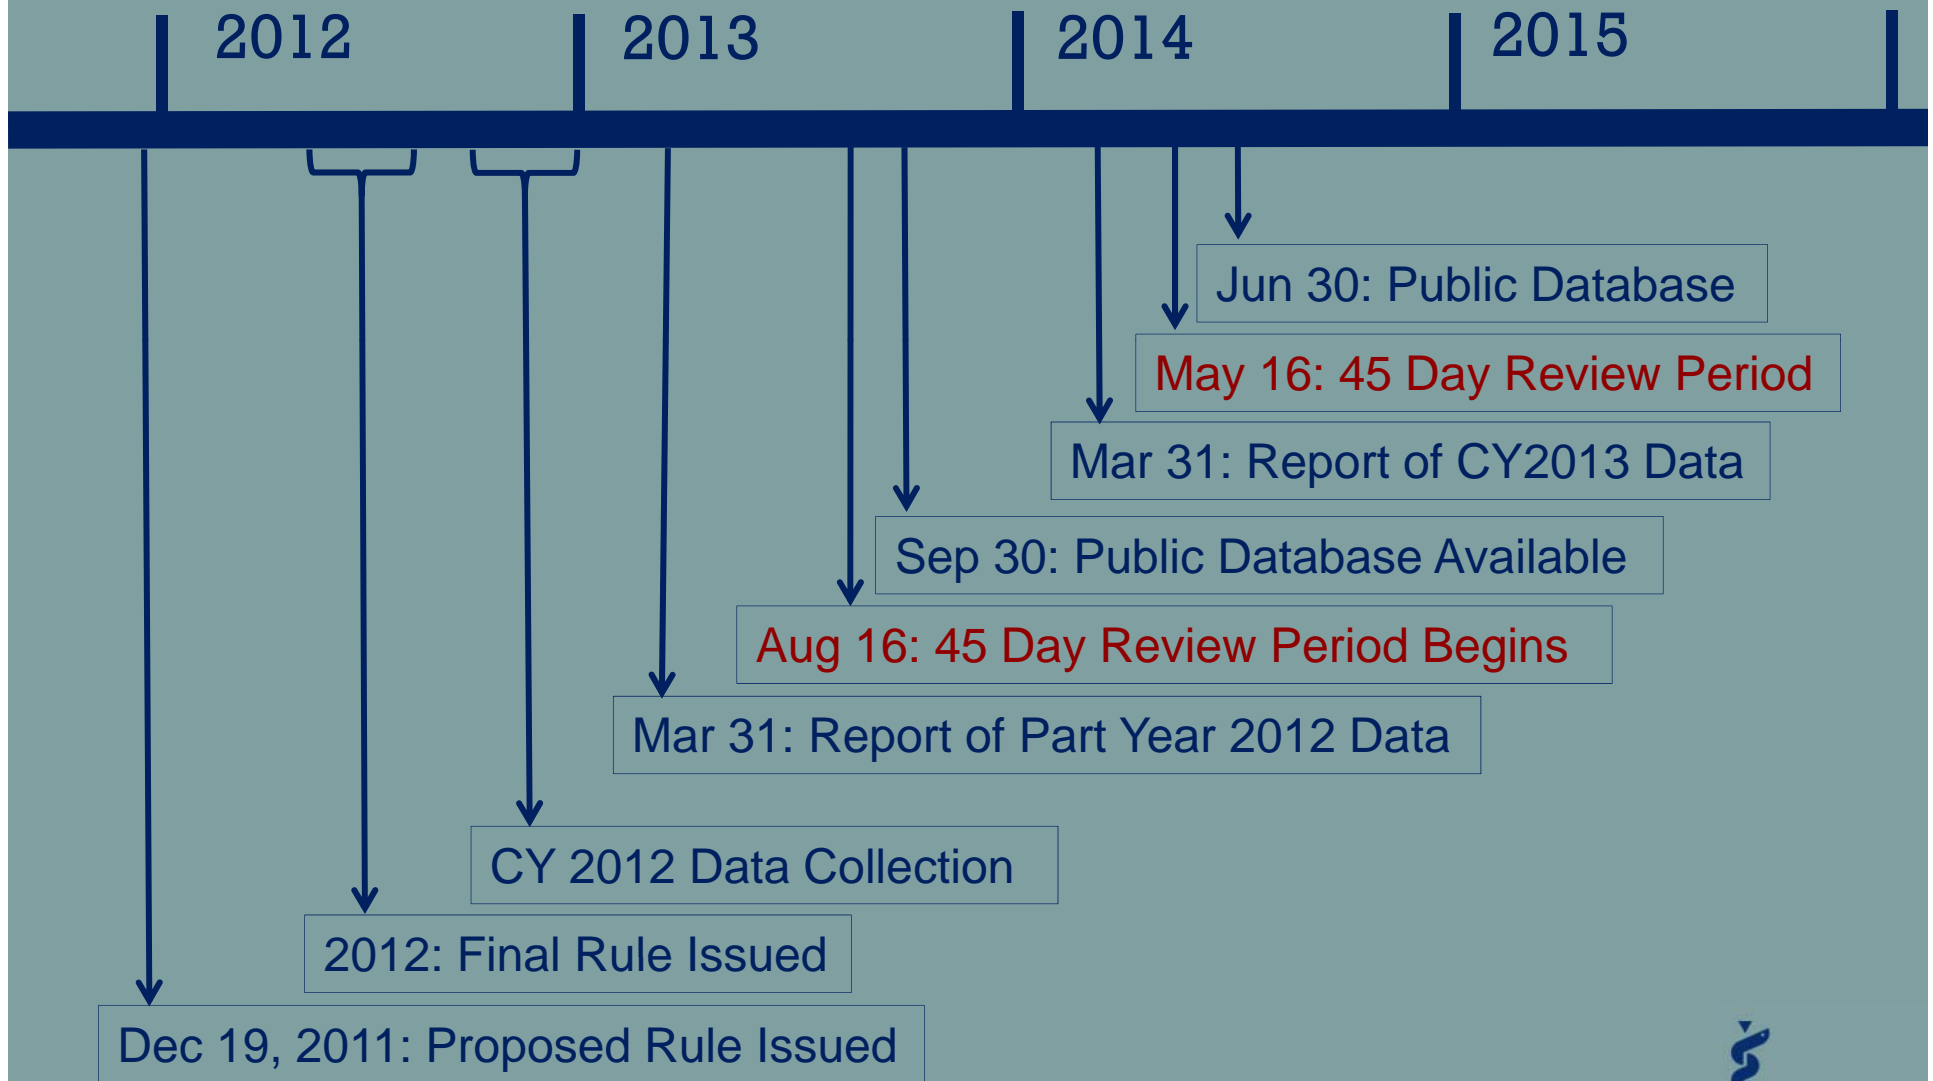 2012
2013
2014
2015
Jun 30: Public Database
May 16: 45 Day Review Period
Mar 31: Report of CY2013 Data
Sep 30: Public Database Available
Aug 16: 45 Day Review Period Begins
Mar 31: Report of Part Year 2012 Data
CY 2012 Data Collection
2012: Final Rule Issued
Dec 19, 2011: Proposed Rule Issued